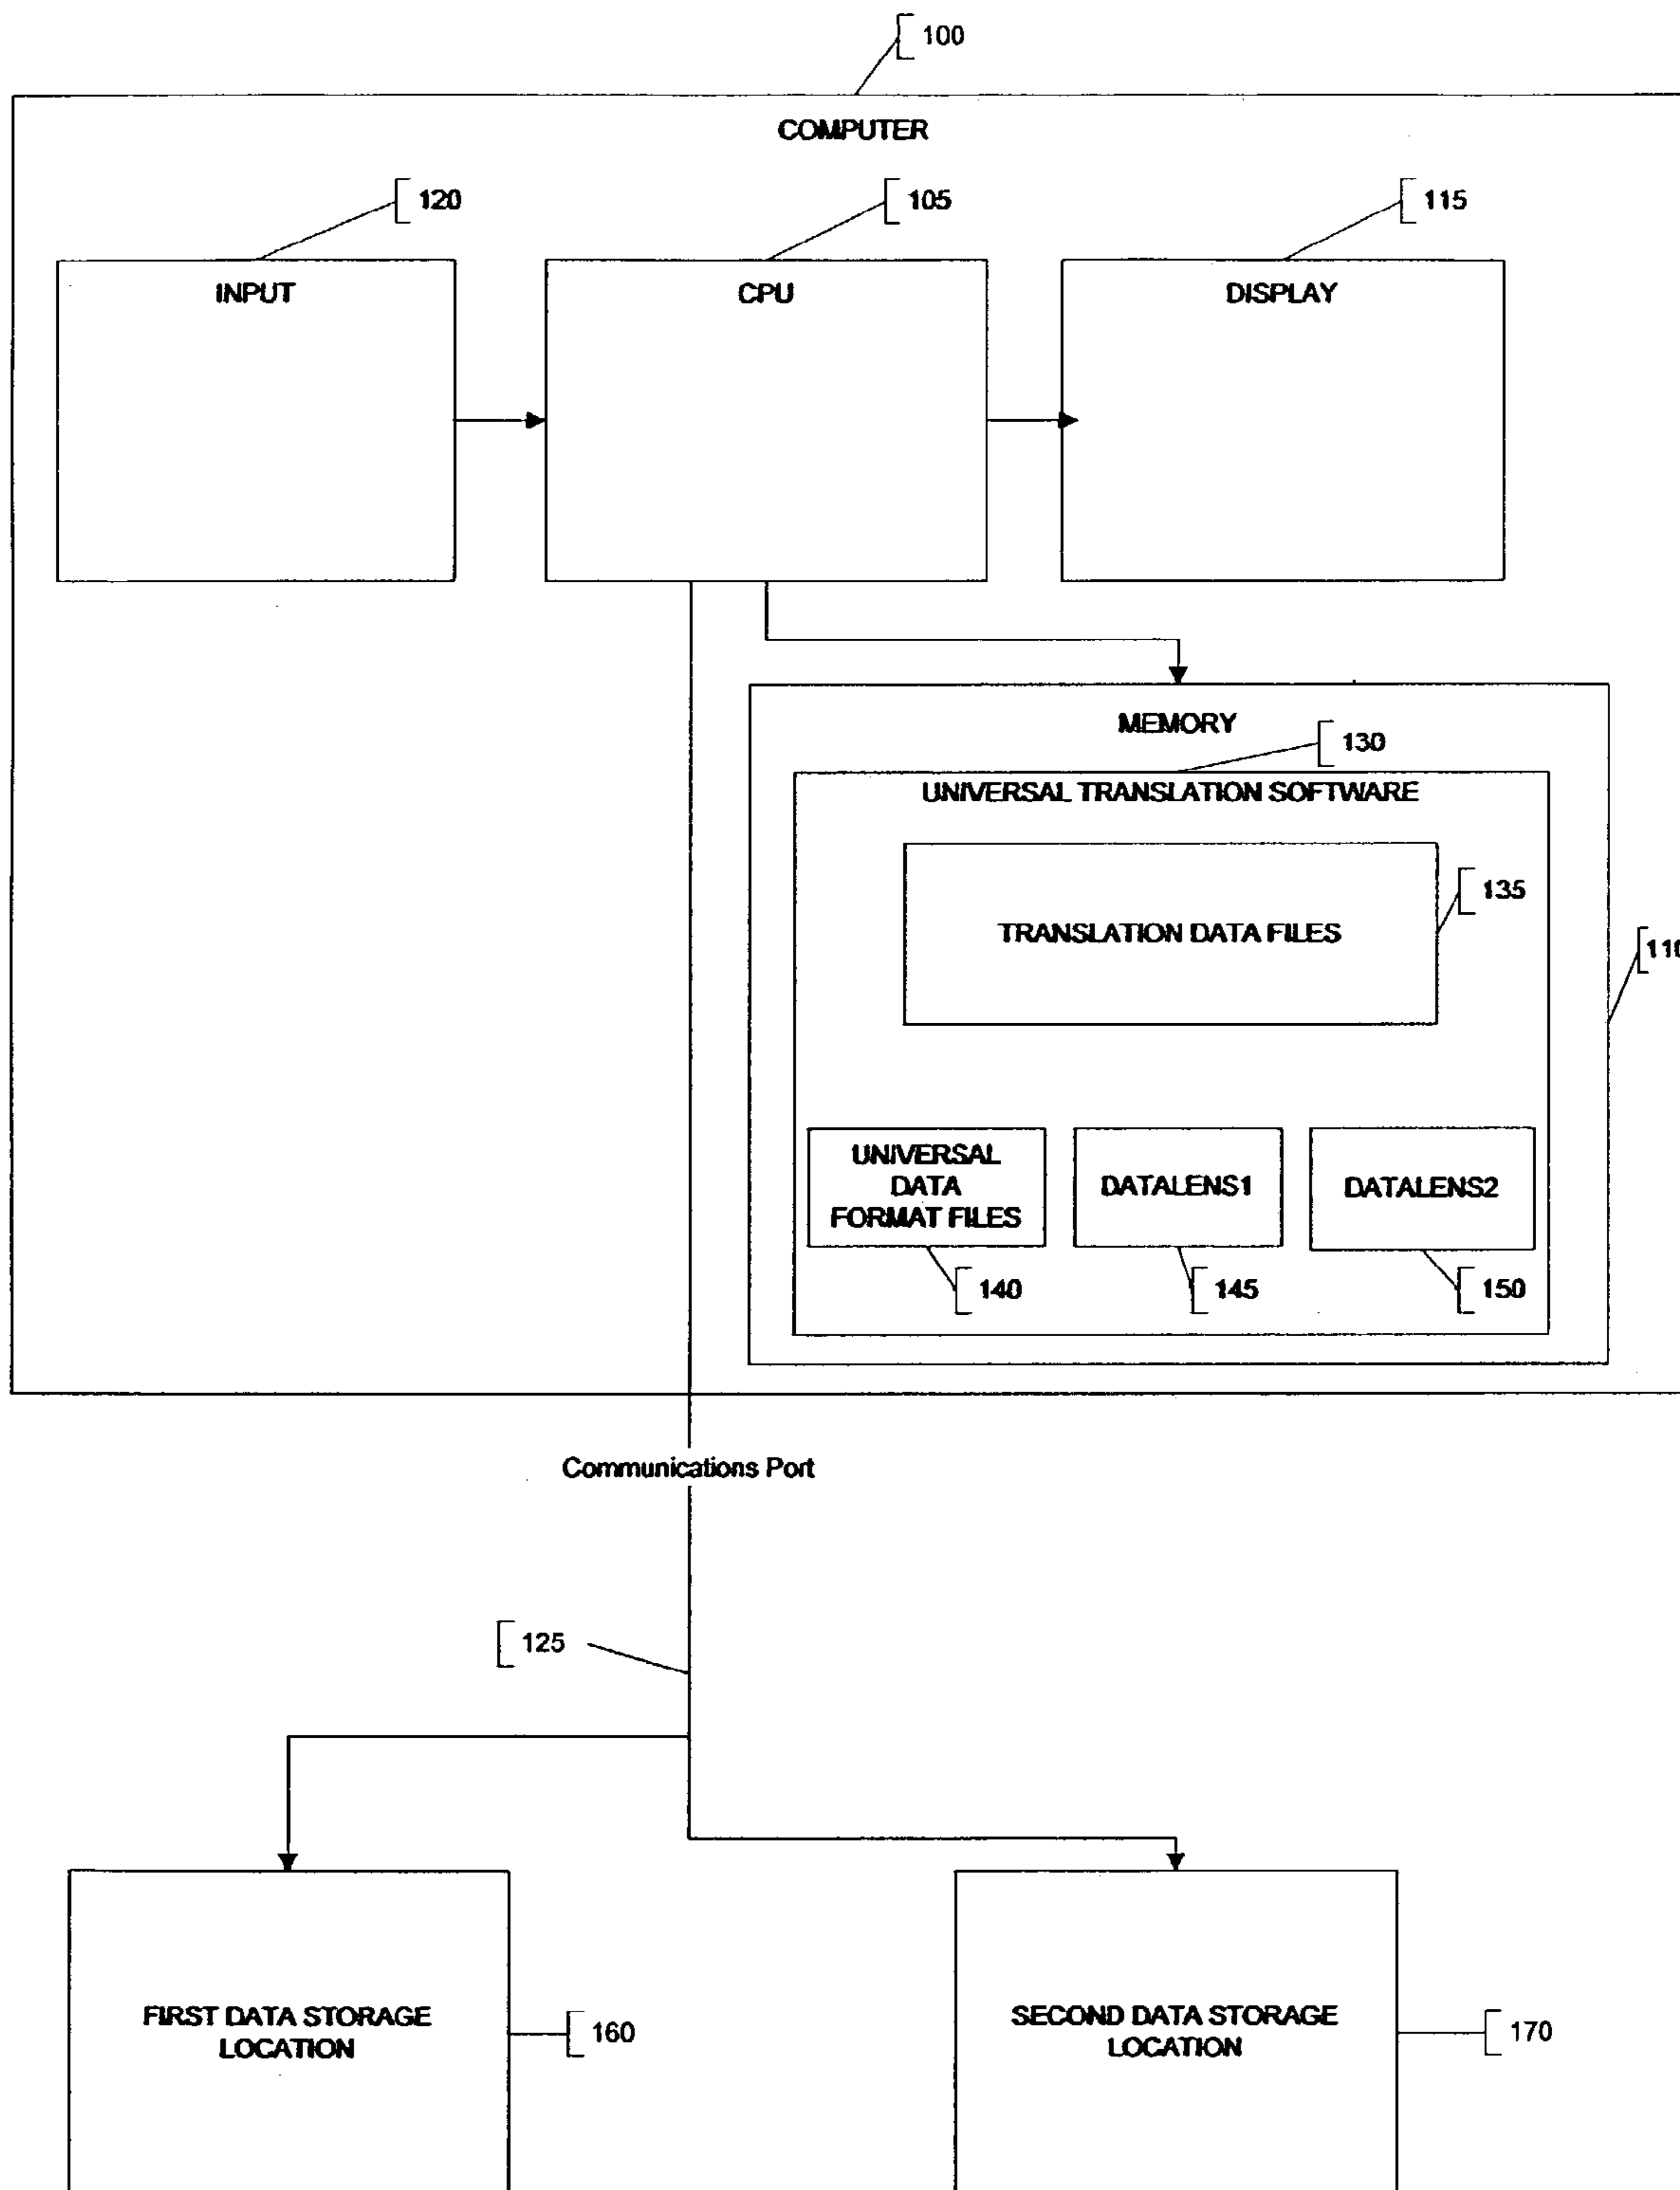 100
COMPUTER
120
105
115
INPUT
CPU
DISPLAY
MEMORY
130
UNIVERSAL TRANSLATION SOFTWARE
135
TRANSLATION DATA FILES
110
UNIVERSAL
DATA
FORMAT FILES
DATALENS1
DATALENS2
140
145
150
Communications Port
125
FIRST DATA STORAGE
LOCATION
160
SECOND DATA STORAGE
LOCATION
170